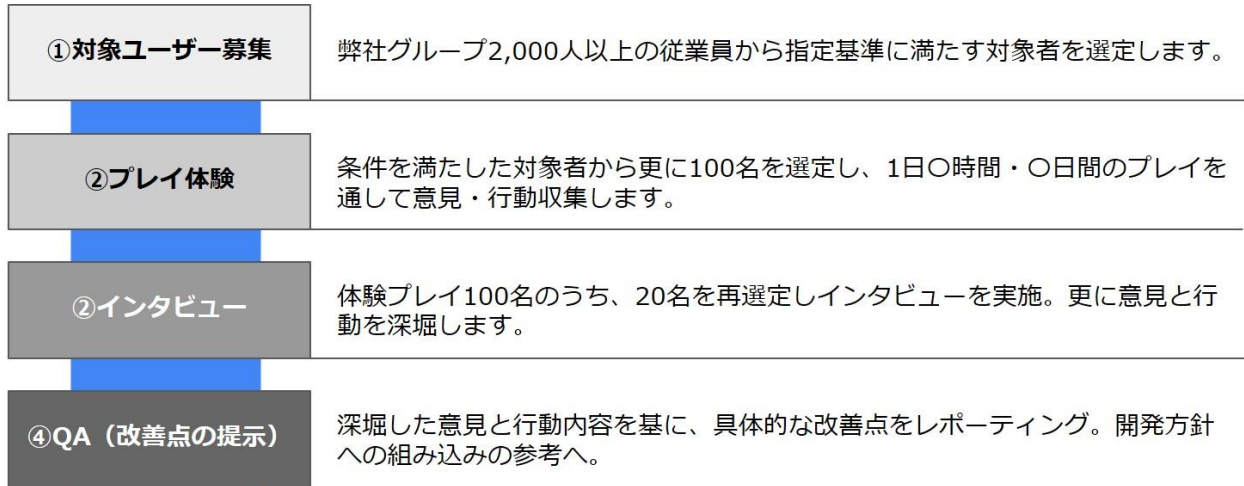 ①対象ユーザー募集
弊社グループ2,000人以上の従業員から指定基準に満たす対象者を選定します。
②プレイ体験
条件を満たした対象者から更に100名を選定し、1日〇時間・〇日間のプレイを
通して意見・行動収集します。
②インタビュー
体験プレイ100名のうち、20名を再選定しインタビューを実施。更に意見と行
動を深堀します。
④QA（改善点の提示）
深堀した意見と行動内容を基に、具体的な改善点をレポーティング。開発方針
への組み込みの参考へ。